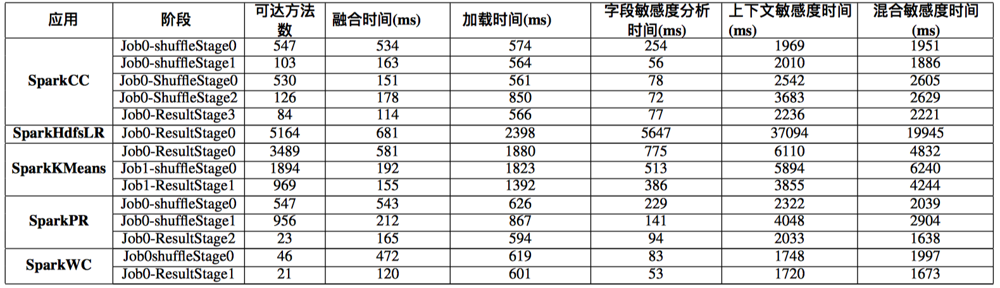 应用 阶段 可达方法数 融合时间(ms) 加载时间(ms) 字段敏感度分析时间(ms) 上下文敏感度时间(ms) 混合敏感度时间(ms)
SparkCC Job0-shuffleStage0 547 534 574 254 1969 1951
Job0-shuffleStage1 103 163 564 56 2010 1886
Job0-ShuffleStage0 530 151 561 78 2542 2605
Job0-ShuffleStage2 126 178 850 72 3683 2629
Job0-ResultStage3 84 114 566 77 2236 2221
SparkHdfsLR Job0-ResultStage0 5164 681 2398 5647 37094 19945
SparkKMeans Job0-ResultStage0 3489 581 1880 775 6110 4832
Job1-shuffleStage0 1894 192 1823 513 5894 6240
Job1-ResultStage1 969 155 1392 386 3855 4244
SparkPR Job0-shuffleStage0 547 543 626 229 2322 2039
Job0-shuffleStage1 956 212 867 141 4048 2904
Job0-ResultStage2 23 165 594 94 2033 1638
SparkWC Job0shuffleStage0 46 472 619 83 1748 1997
Job0-ResultStage1 21 120 601 53 1720 1673